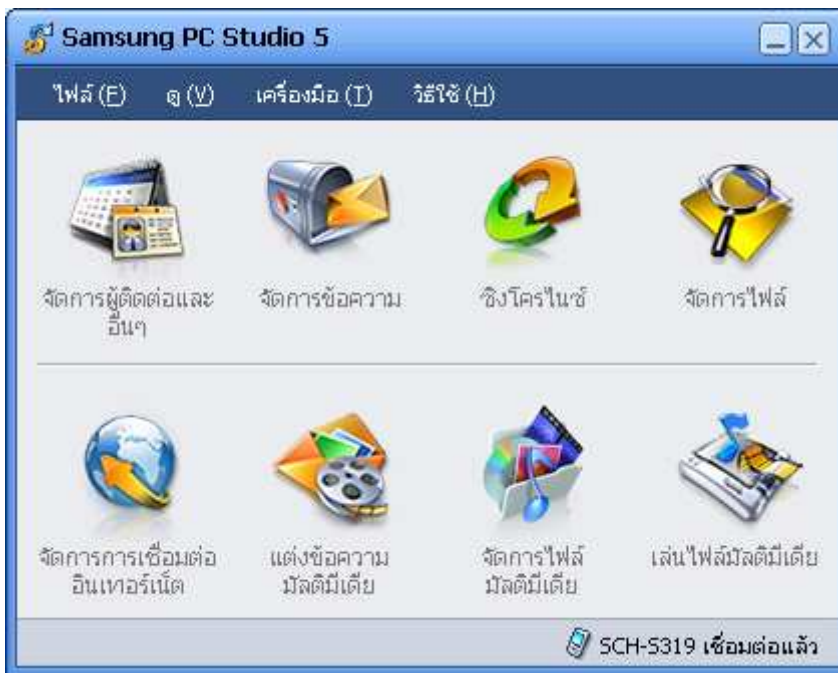 Samsung PC Studio 5
ไฟล์ (F) ดู (V) เครื่องมือ (T) วิธีใช้ (H)
จัดการผู้ติดต่อและ
อื่นๆ
จัดการข้อความ
ซิงโครไนซ์
จัดการไฟล์
จัดการการเชื่อมต่อ
อินเทอร์เน็ต
แต่งข้อความ
มัลติมีเดีย
จัดการไฟล์
มัลติมีเดีย
เล่นไฟล์มัลติมีเดีย
SCH-S319 เชื่อมต่อแล้ว